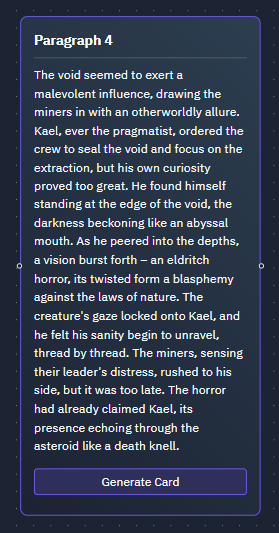 Paragraph 4
The void seemed to exert a
malevolent influence, drawing the
miners in with an otherworldly allure.
Kael, ever the pragmatist, ordered the
crew to seal the void and focus on the
extraction, but his own curiosity
proved too great. He found himself
standing at the edge of the void, the
darkness beckoning like an abyssal
mouth. As he peered into the depths,
a vision burst forth – an eldritch
horror, its twisted form a blasphemy
against the laws of nature. The
creature's gaze locked onto Kael, and
he felt his sanity begin to unravel,
thread by thread. The miners, sensing
their leader's distress, rushed to his
side, but it was too late. The horror
had already claimed Kael, its
presence echoing through the
asteroid like a death knell.
Generate Card